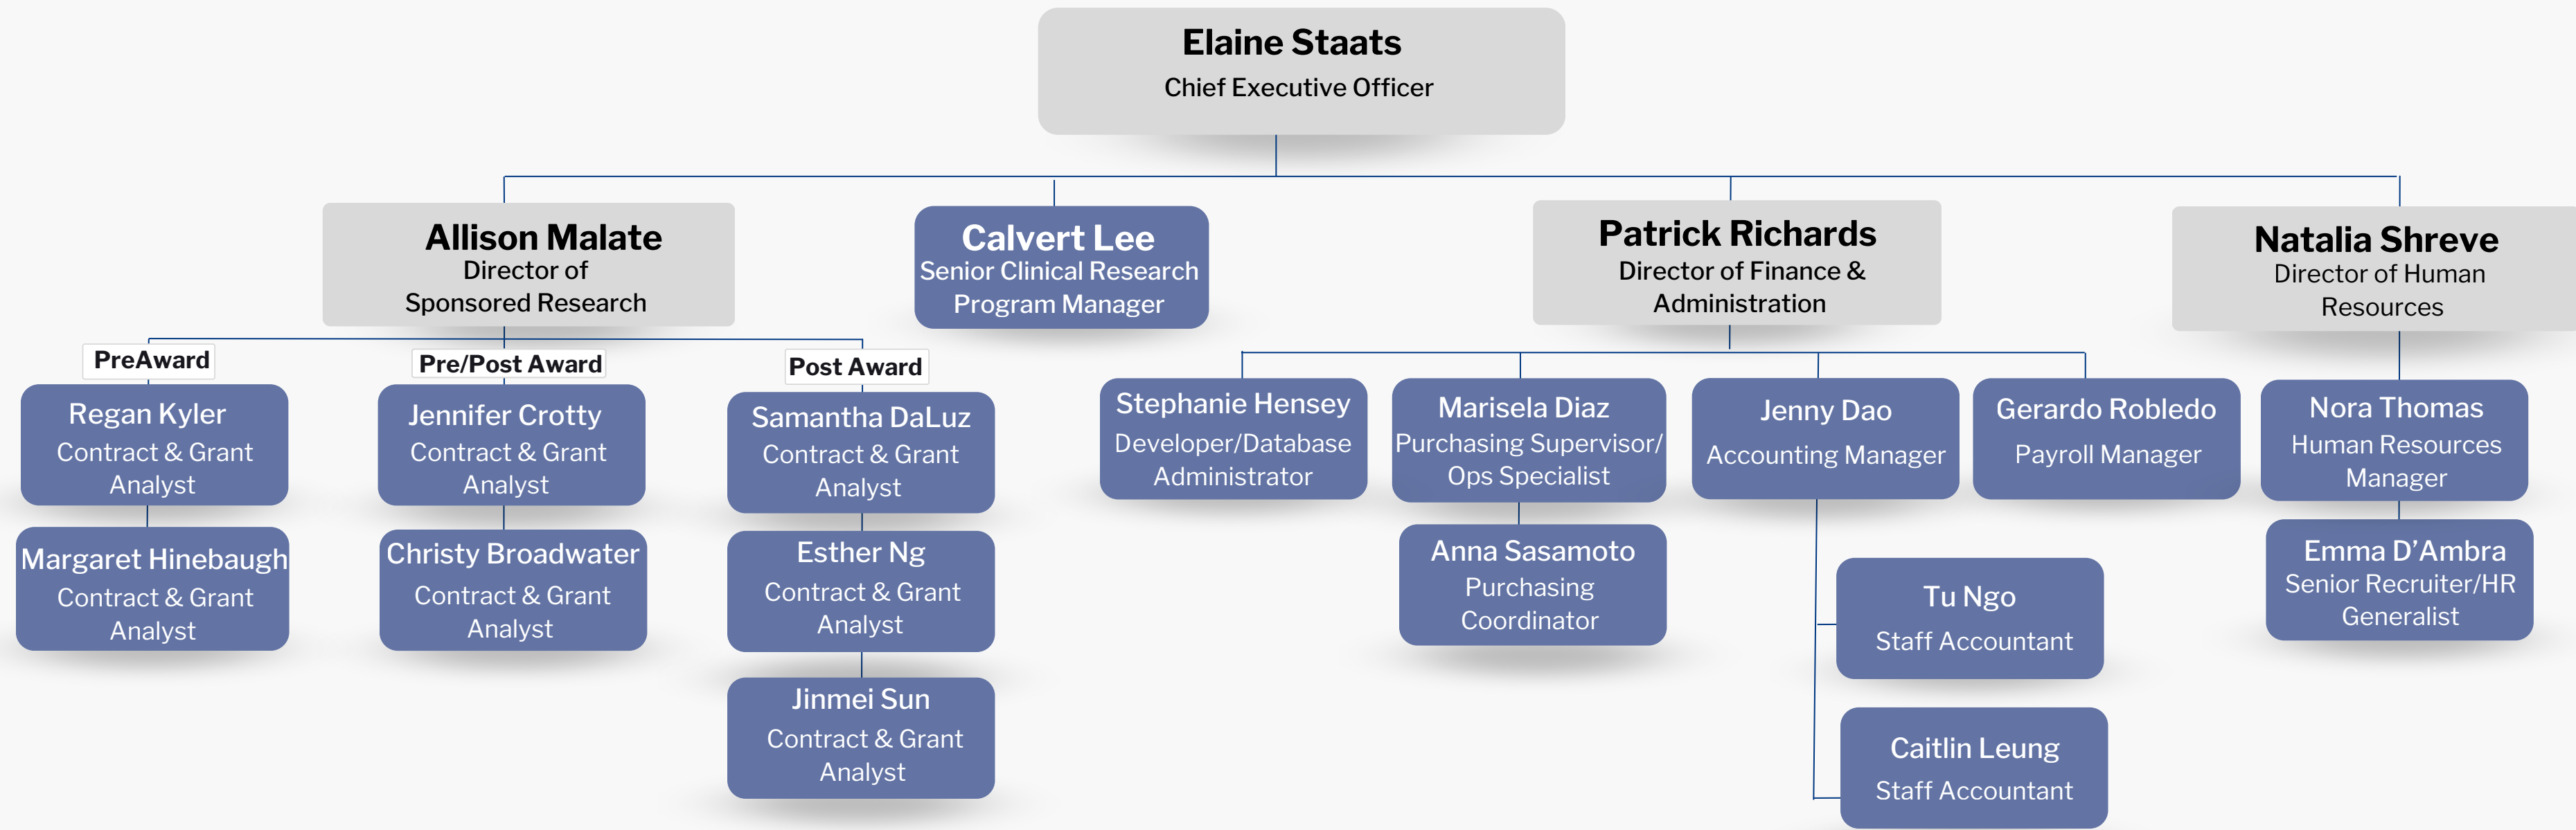 Elaine Staats
Chief Executive Officer
Allison Malate
Director of
Sponsored Research
Calvert Lee
Senior Clinical Research
Program Manager
Patrick Richards
Director of Finance &
Administration
Natalia Shreve
Director of Human
Resources
PreAward
Regan Kyler
Contract & Grant
Analyst
Margaret Hinebaugh
Contract & Grant
Analyst
Pre/Post Award
Jennifer Crotty
Contract & Grant
Analyst
Christy Broadwater
Contract & Grant
Analyst
Post Award
Samantha DaLuz
Contract & Grant
Analyst
Esther Ng
Contract & Grant
Analyst
Jinmei Sun
Contract & Grant
Analyst
Stephanie Hensey
Developer/Database
Administrator
Marisela Diaz
Purchasing Supervisor/
Ops Specialist
Anna Sasamoto
Purchasing
Coordinator
Jenny Dao
Accounting Manager
Tu Ngo
Staff Accountant
Caitlin Leung
Staff Accountant
Gerardo Robledo
Payroll Manager
Nora Thomas
Human Resources
Manager
Emma D’Ambra
Senior Recruiter/HR
Generalist